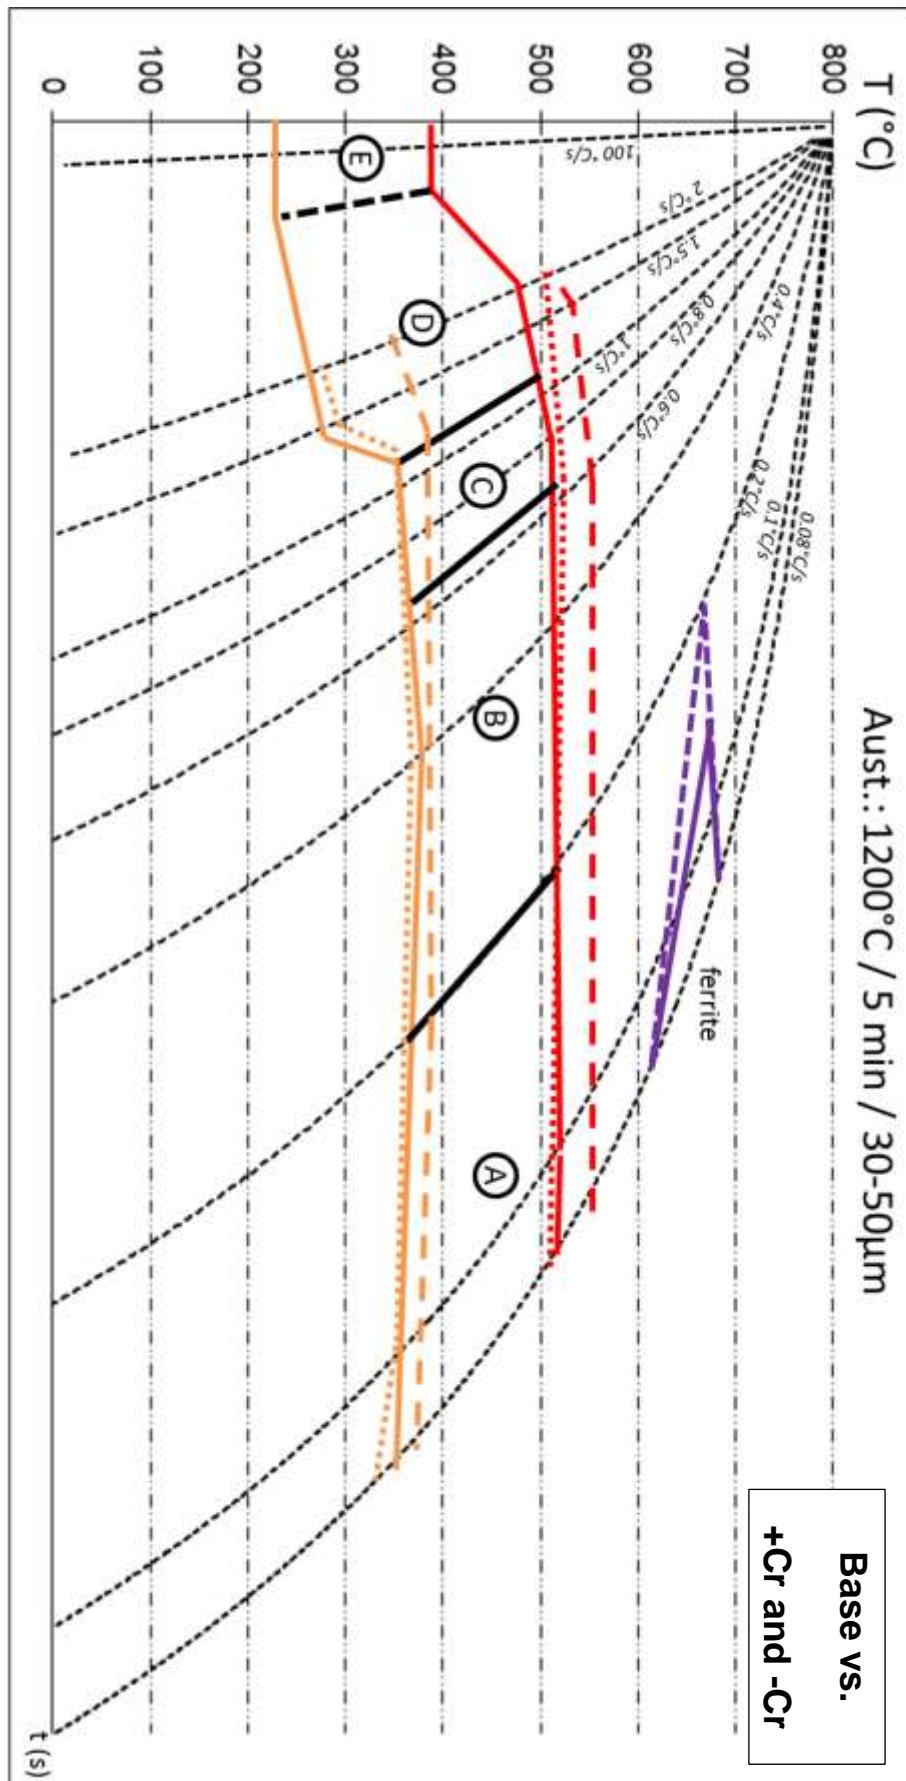 T (°C)
Aust.: 1200°C / 5 min / 30-50µm
Base vs.
+Cr and -Cr
800
700
600
500
400
300
200
100
0
100 °C/s
2 °C/s
1.5°C/s
1°C/s
0.8°C/s
0.6°C/s
0.4°C/s
0.2°C/s
0.1°C/s
0.08°C/s
ferrite
E
D
C
B
A
t (s)